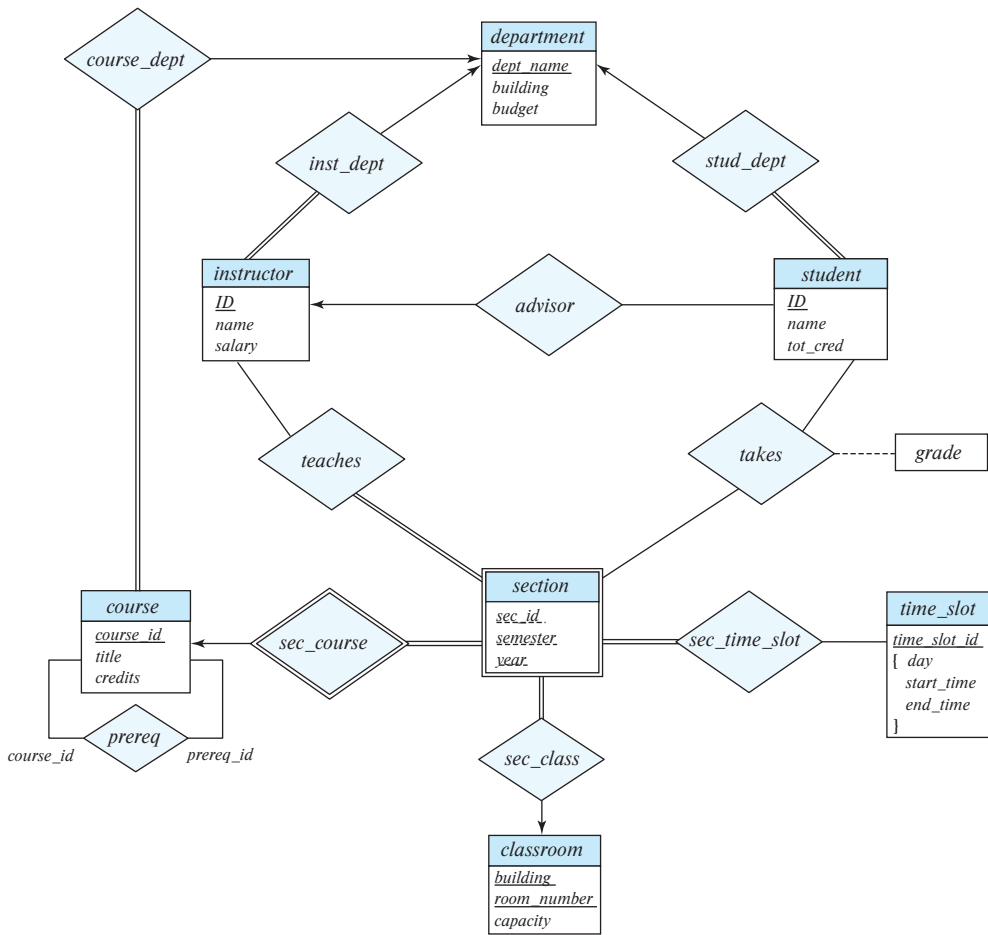 department
course_dept
dept_name
building
budget
inst_dept
stud_dept
instructor
ID
name
salary
advisor
student
ID
name
tot_cred
teaches
takes
grade
section
sec_id
semester
year
course
course_id
title
credits
sec_course
sec_time_slot
time_slot
time_slot_id
{ day
start_time
end_time
}
prereq
course_id
prereq_id
sec_class
classroom
building
room_number
capacity